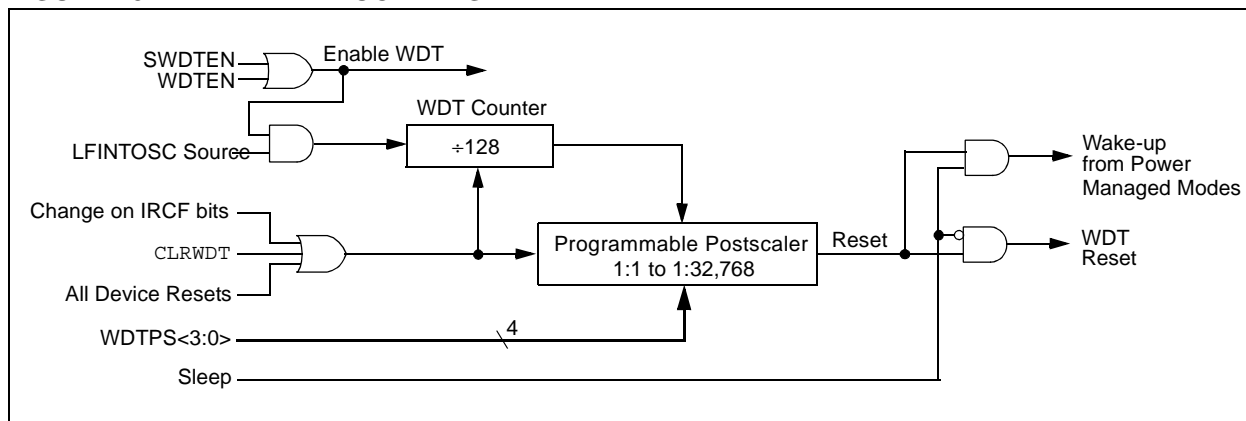 SWDTEN
WDTEN
Enable WDT
WDT Counter
LFINTOSC Source
÷128
Wake-up
from Power
Managed Modes
Change on IRCF bits
CLRWDT
All Device Resets
Programmable Postscaler
1:1 to 1:32,768
Reset
WDT
Reset
WDTPS<3:0>
4
Sleep